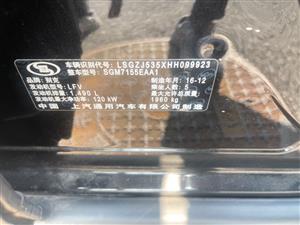 车辆识别代号: LSGZJ535XHH099923
整车型号: SGM7155EAA1
品牌: 别克 制造年月: 16-12
发动机型号: LFV 乘坐人数: 5
发动机排量: 1.490 L 最大允许总质量:
发动机最大净功率: 120 kW 1960 kg
中国 上汽通用汽车有限公司制造